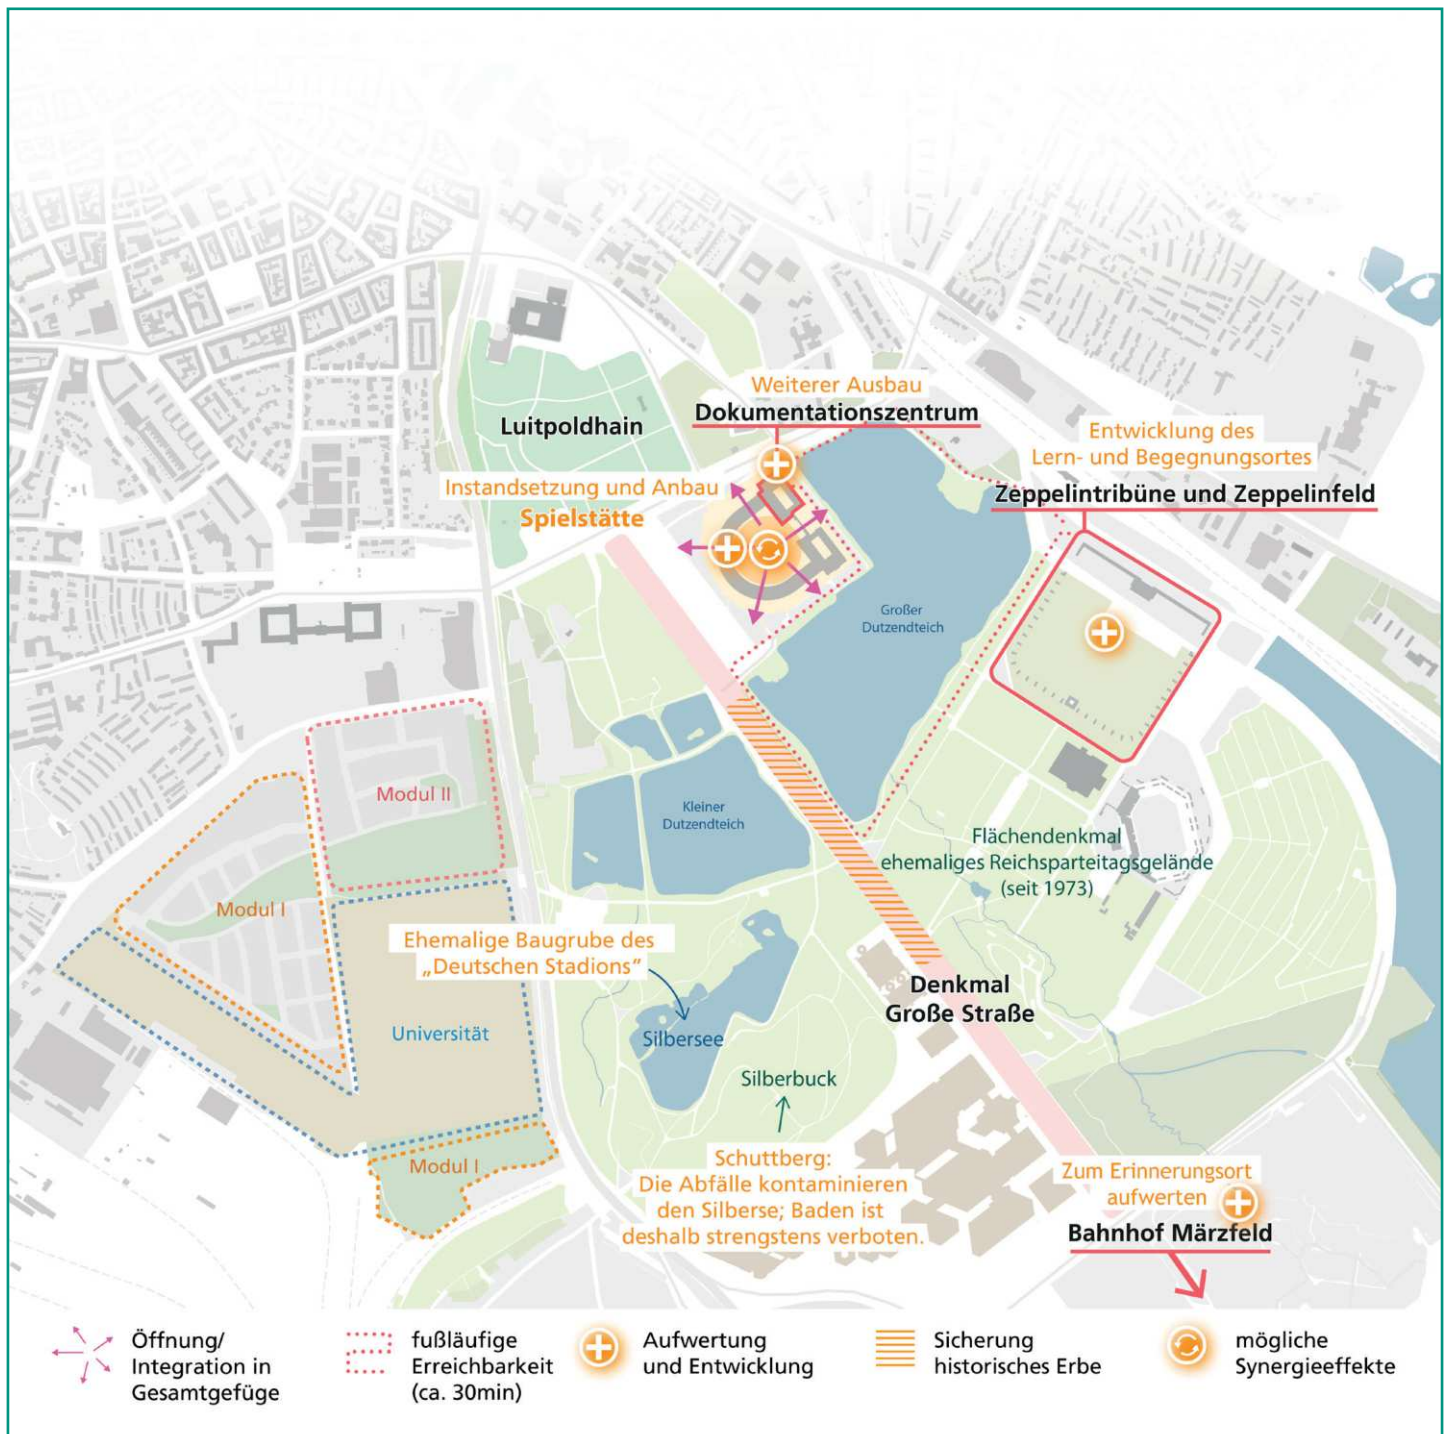 Weiterer Ausbau
Dokumentationszentrum
Luitpoldhain
Entwicklung des
Lern- und Begegnungsortes
Zeppelintribüne und Zeppelinfeld
Instandsetzung und Anbau
Spielstätte
Großer
Dutzendteich
Modul II
Kleiner
Dutzendteich
Flächendenkmal
ehemaliges Reichsparteitagsgelände
(seit 1973)
Modul I
Ehemalige Baugrube des
„Deutschen Stadions“
Denkmal
Große Straße
Universität
Silbersee
Silberbuck
Modul I
Schuttberg:
Die Abfälle kontaminieren
den Silberse; Baden ist
deshalb strengstens verboten.
Zum Erinnerungsort
aufwerten
Bahnhof Märzfeld
Öffnung/
Integration in
Gesamtgefüge
fußläufige
Erreichbarkeit
(ca. 30min)
Aufwertung
und Entwicklung
Sicherung
historisches Erbe
mögliche
Synergieeffekte